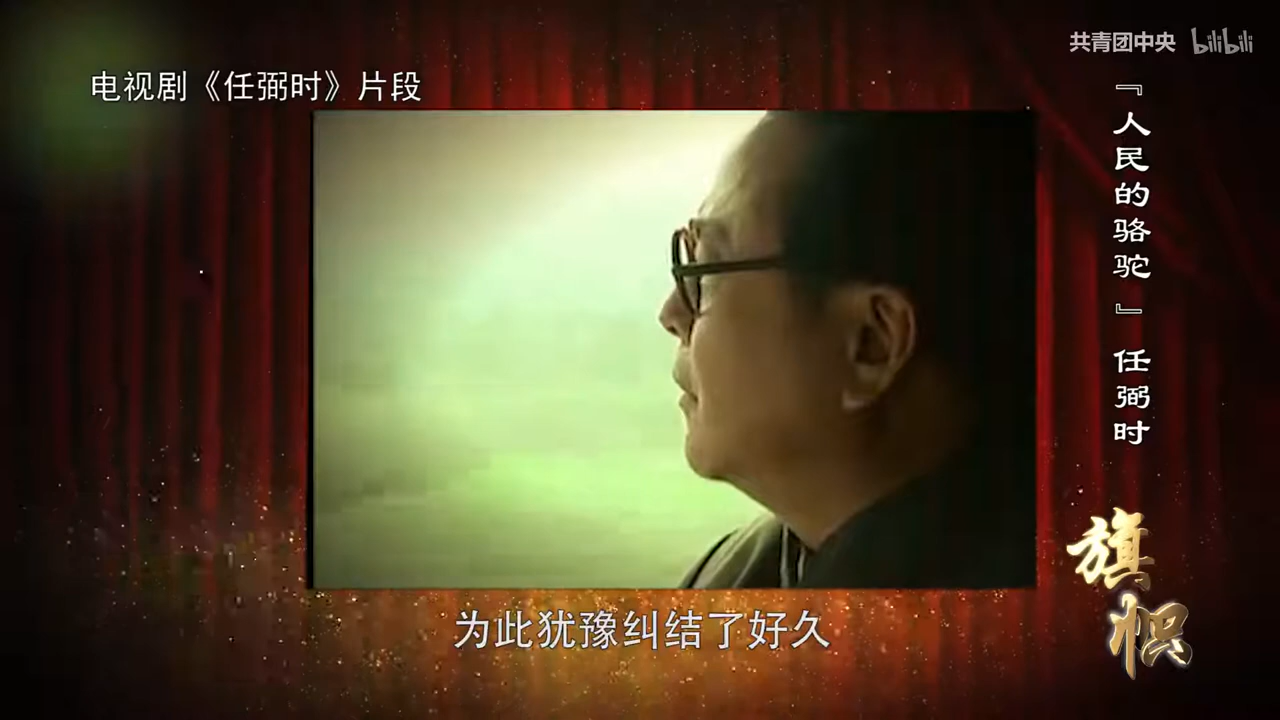 共青团中央 bilibili
电视剧《任弼时》片段
『人民的骆驼』 任弼时
旗帜
为此犹豫纠结了好久